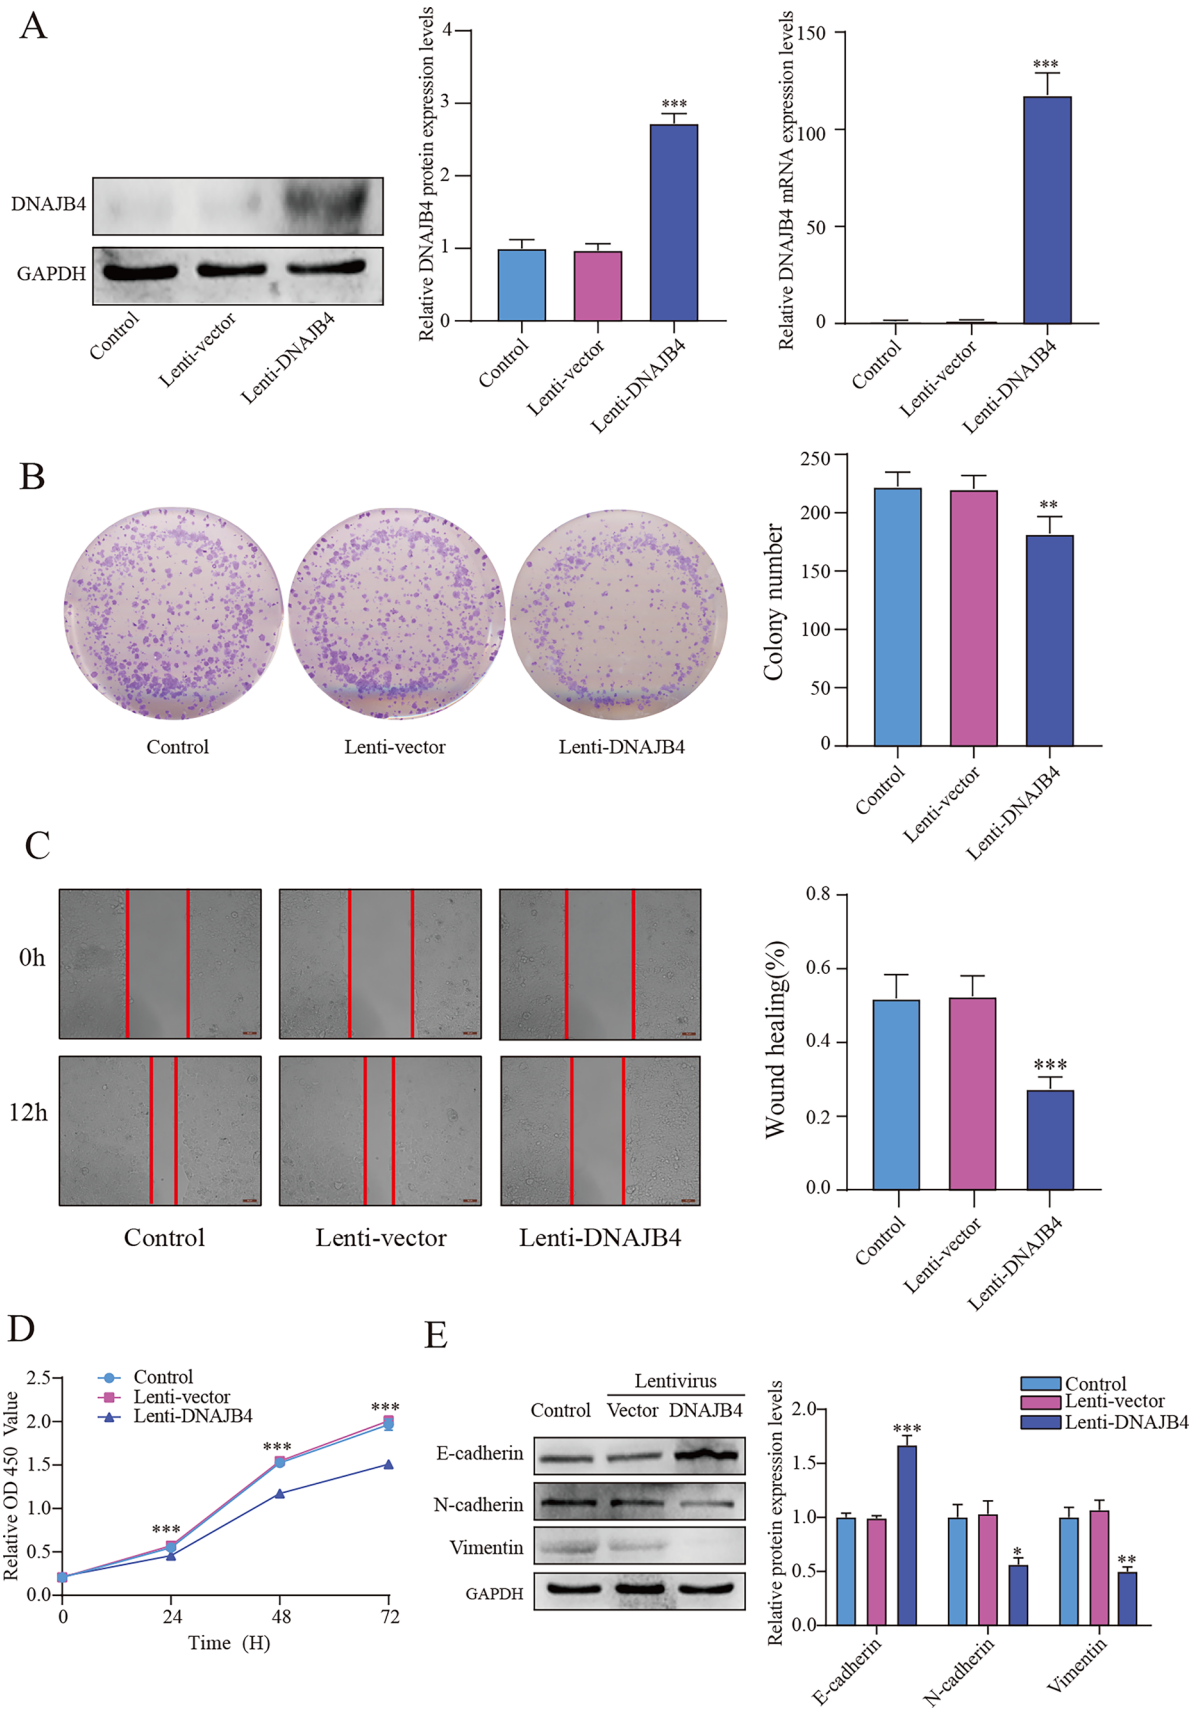 A
DNAJB4
GAPDH
Control
Lenti-vector
Lenti-DNAJB4
Relative DNAJB4 protein expression levels
4
3
2
1
0
***
Control
Lenti-vector
Lenti-DNAJB4
Relative DNAJB4 mRNA expression levels
150
100
50
0
***
Control
Lenti-vector
Lenti-DNAJB4
B
Control
Lenti-vector
Lenti-DNAJB4
Colony number
250
200
150
100
50
0
**
Control
Lenti-vector
Lenti-DNAJB4
C
0h
12h
Control
Lenti-vector
Lenti-DNAJB4
Wound healing(%)
0.8
0.6
0.4
0.2
0.0
***
Control
Lenti-vector
Lenti-DNAJB4
D
Relative OD 450 Value
2.5
2.0
1.5
1.0
0.5
0.0
Control
Lenti-vector
Lenti-DNAJB4
***
***
***
0 24 48 72
Time (H)
E
Lentivirus
Control Vector DNAJB4
E-cadherin
N-cadherin
Vimentin
GAPDH
Relative protein expression levels
2.0
1.5
1.0
0.5
0.0
Control
Lenti-vector
Lenti-DNAJB4
***
*
**
E-cadherin
N-cadherin
Vimentin